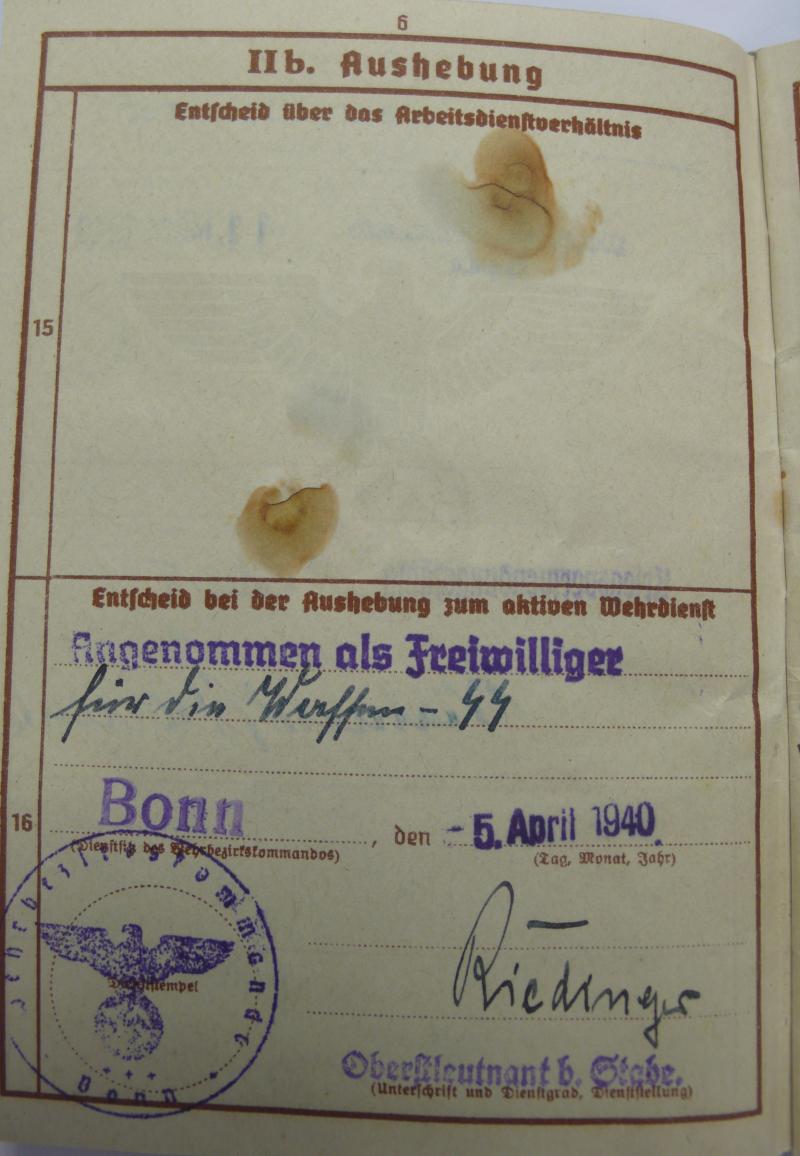 6
IIb. Aushebung
Entscheid über das Arbeitsdienstverhältnis
15
Entscheid bei der Aushebung zum aktiven Wehrdienst
Angenommen als Freiwilliger
für die Waffen-SS
16
Bonn, den - 5. April 1940.
(Dienstsitz des Wehrbezirkskommandos)
(Tag, Monat, Jahr)
Wehrbezirkskommando
Dienststempel
Bonn
Riedinger
Oberstleutnant b. Stabe.
(Unterschrift und Dienstgrad, Dienststellung)